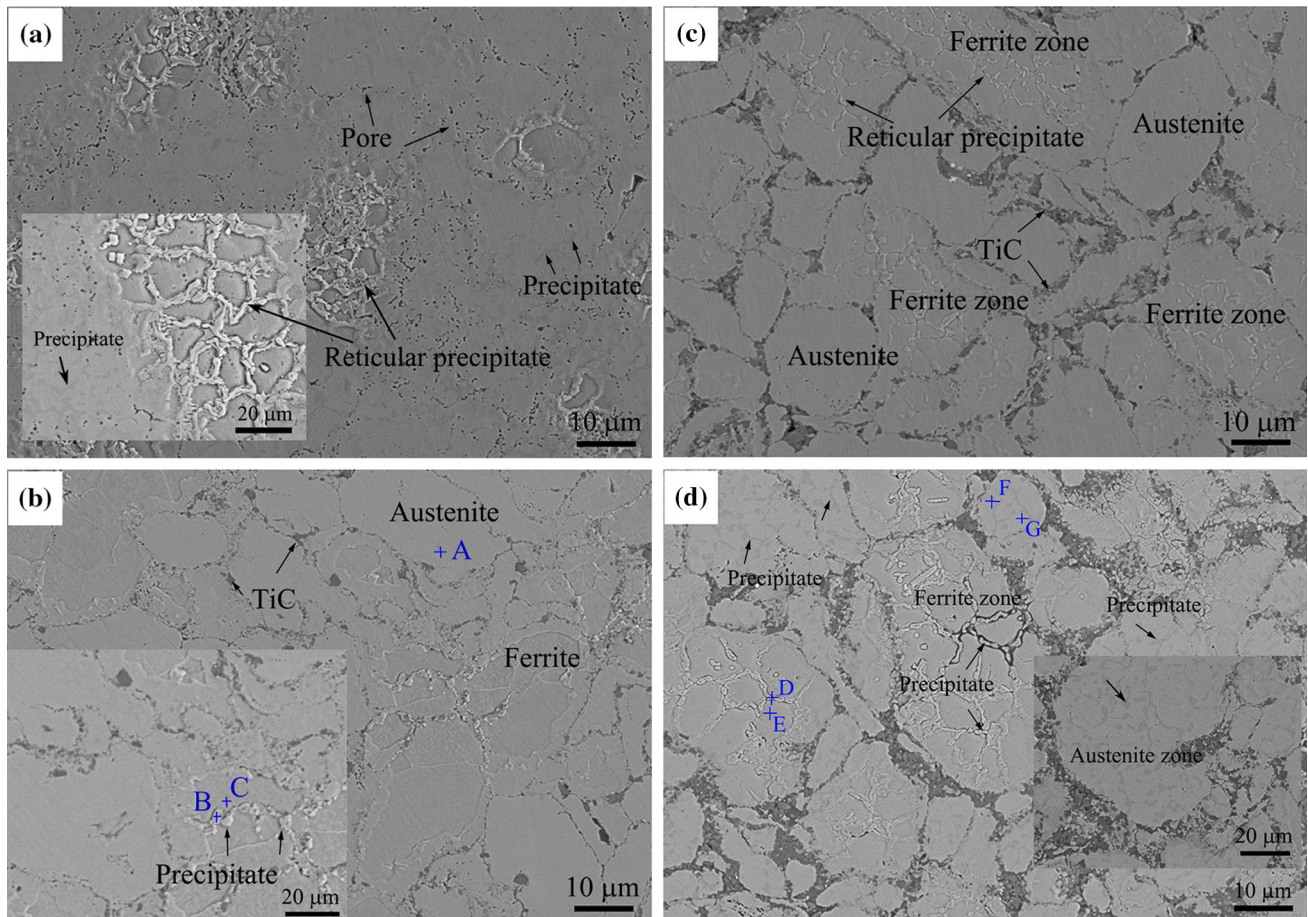 (a)
Pore
Precipitate
Precipitate
Reticular precipitate
20 µm
10 µm
(c)
Ferrite zone
Reticular precipitate
Austenite
TiC
Ferrite zone
Ferrite zone
Austenite
10 µm
(b)
Austenite
A
TiC
Ferrite
B
C
Precipitate
20 µm
10 µm
(d)
F
G
Precipitate
Ferrite zone
Precipitate
Precipitate
D
E
Austenite zone
20 µm
10 µm